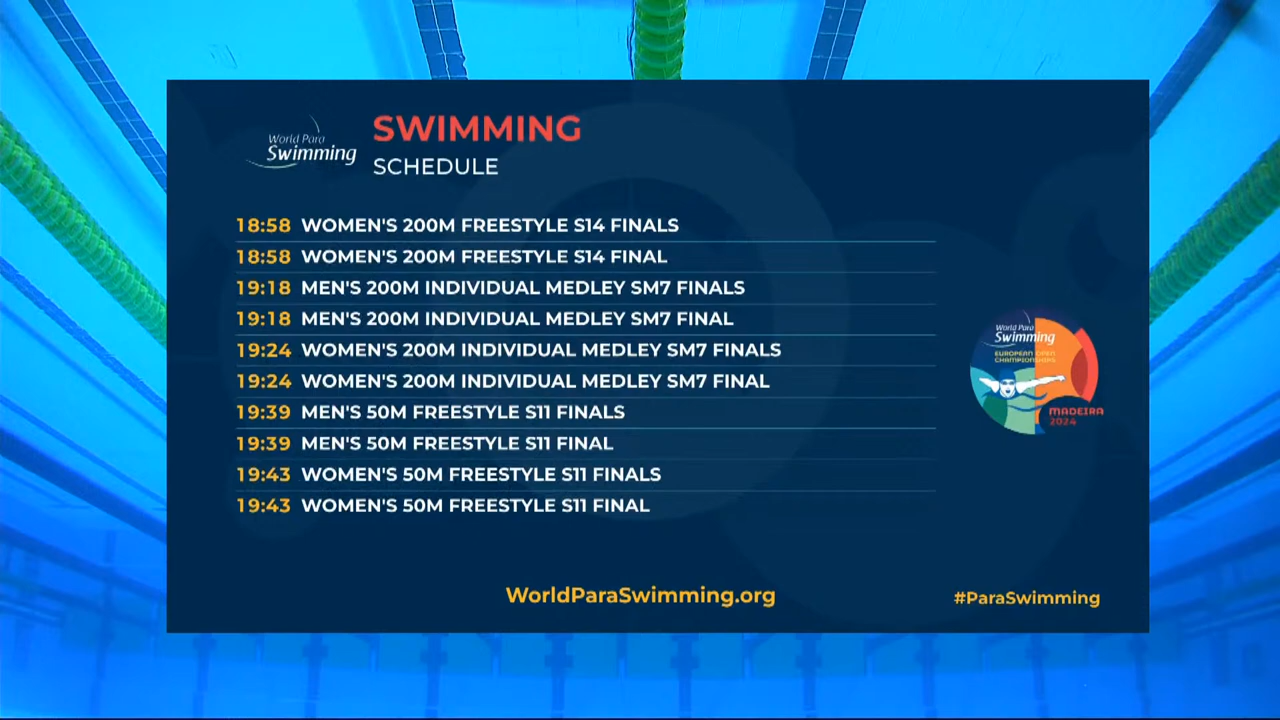 World Para
Swimming
SWIMMING
SCHEDULE
18:58 WOMEN'S 200M FREESTYLE S14 FINALS
18:58 WOMEN'S 200M FREESTYLE S14 FINAL
19:18 MEN'S 200M INDIVIDUAL MEDLEY SM7 FINALS
19:18 MEN'S 200M INDIVIDUAL MEDLEY SM7 FINAL
19:24 WOMEN'S 200M INDIVIDUAL MEDLEY SM7 FINALS
19:24 WOMEN'S 200M INDIVIDUAL MEDLEY SM7 FINAL
19:39 MEN'S 50M FREESTYLE S11 FINALS
19:39 MEN'S 50M FREESTYLE S11 FINAL
19:43 WOMEN'S 50M FREESTYLE S11 FINALS
19:43 WOMEN'S 50M FREESTYLE S11 FINAL
World Para
Swimming
EUROPEAN OPEN
CHAMPIONSHIPS
MADEIRA
2024
WorldParaSwimming.org
#ParaSwimming